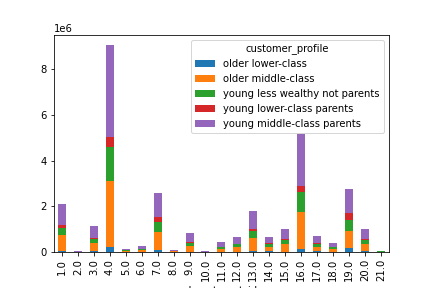 1e6
customer_profile
older lower-class
older middle-class
young less wealthy not parents
young lower-class parents
young middle-class parents
8
6
4
2
0
1.0 2.0 3.0 4.0 5.0 6.0 7.0 8.0 9.0 10.0 11.0 12.0 13.0 14.0 15.0 16.0 17.0 18.0 19.0 20.0 21.0